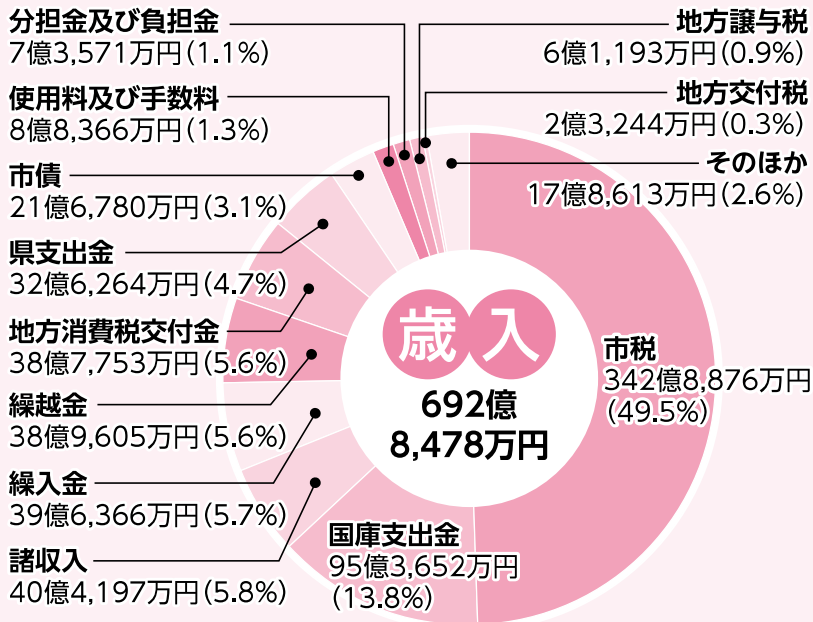 分担金及び負担金
7億3,571万円(1.1%)
使用料及び手数料
8億8,366万円(1.3%)
市債
21億6,780万円(3.1%)
県支出金
32億6,264万円(4.7%)
地方消費税交付金
38億7,753万円(5.6%)
繰越金
38億9,605万円(5.6%)
繰入金
39億6,366万円(5.7%)
諸収入
40億4,197万円(5.8%)
地方譲与税
6億1,193万円(0.9%)
地方交付税
2億3,244万円(0.3%)
そのほか
17億8,613万円(2.6%)
歳入
692億
8,478万円
市税
342億8,876万円
(49.5%)
国庫支出金
95億3,652万円
(13.8%)